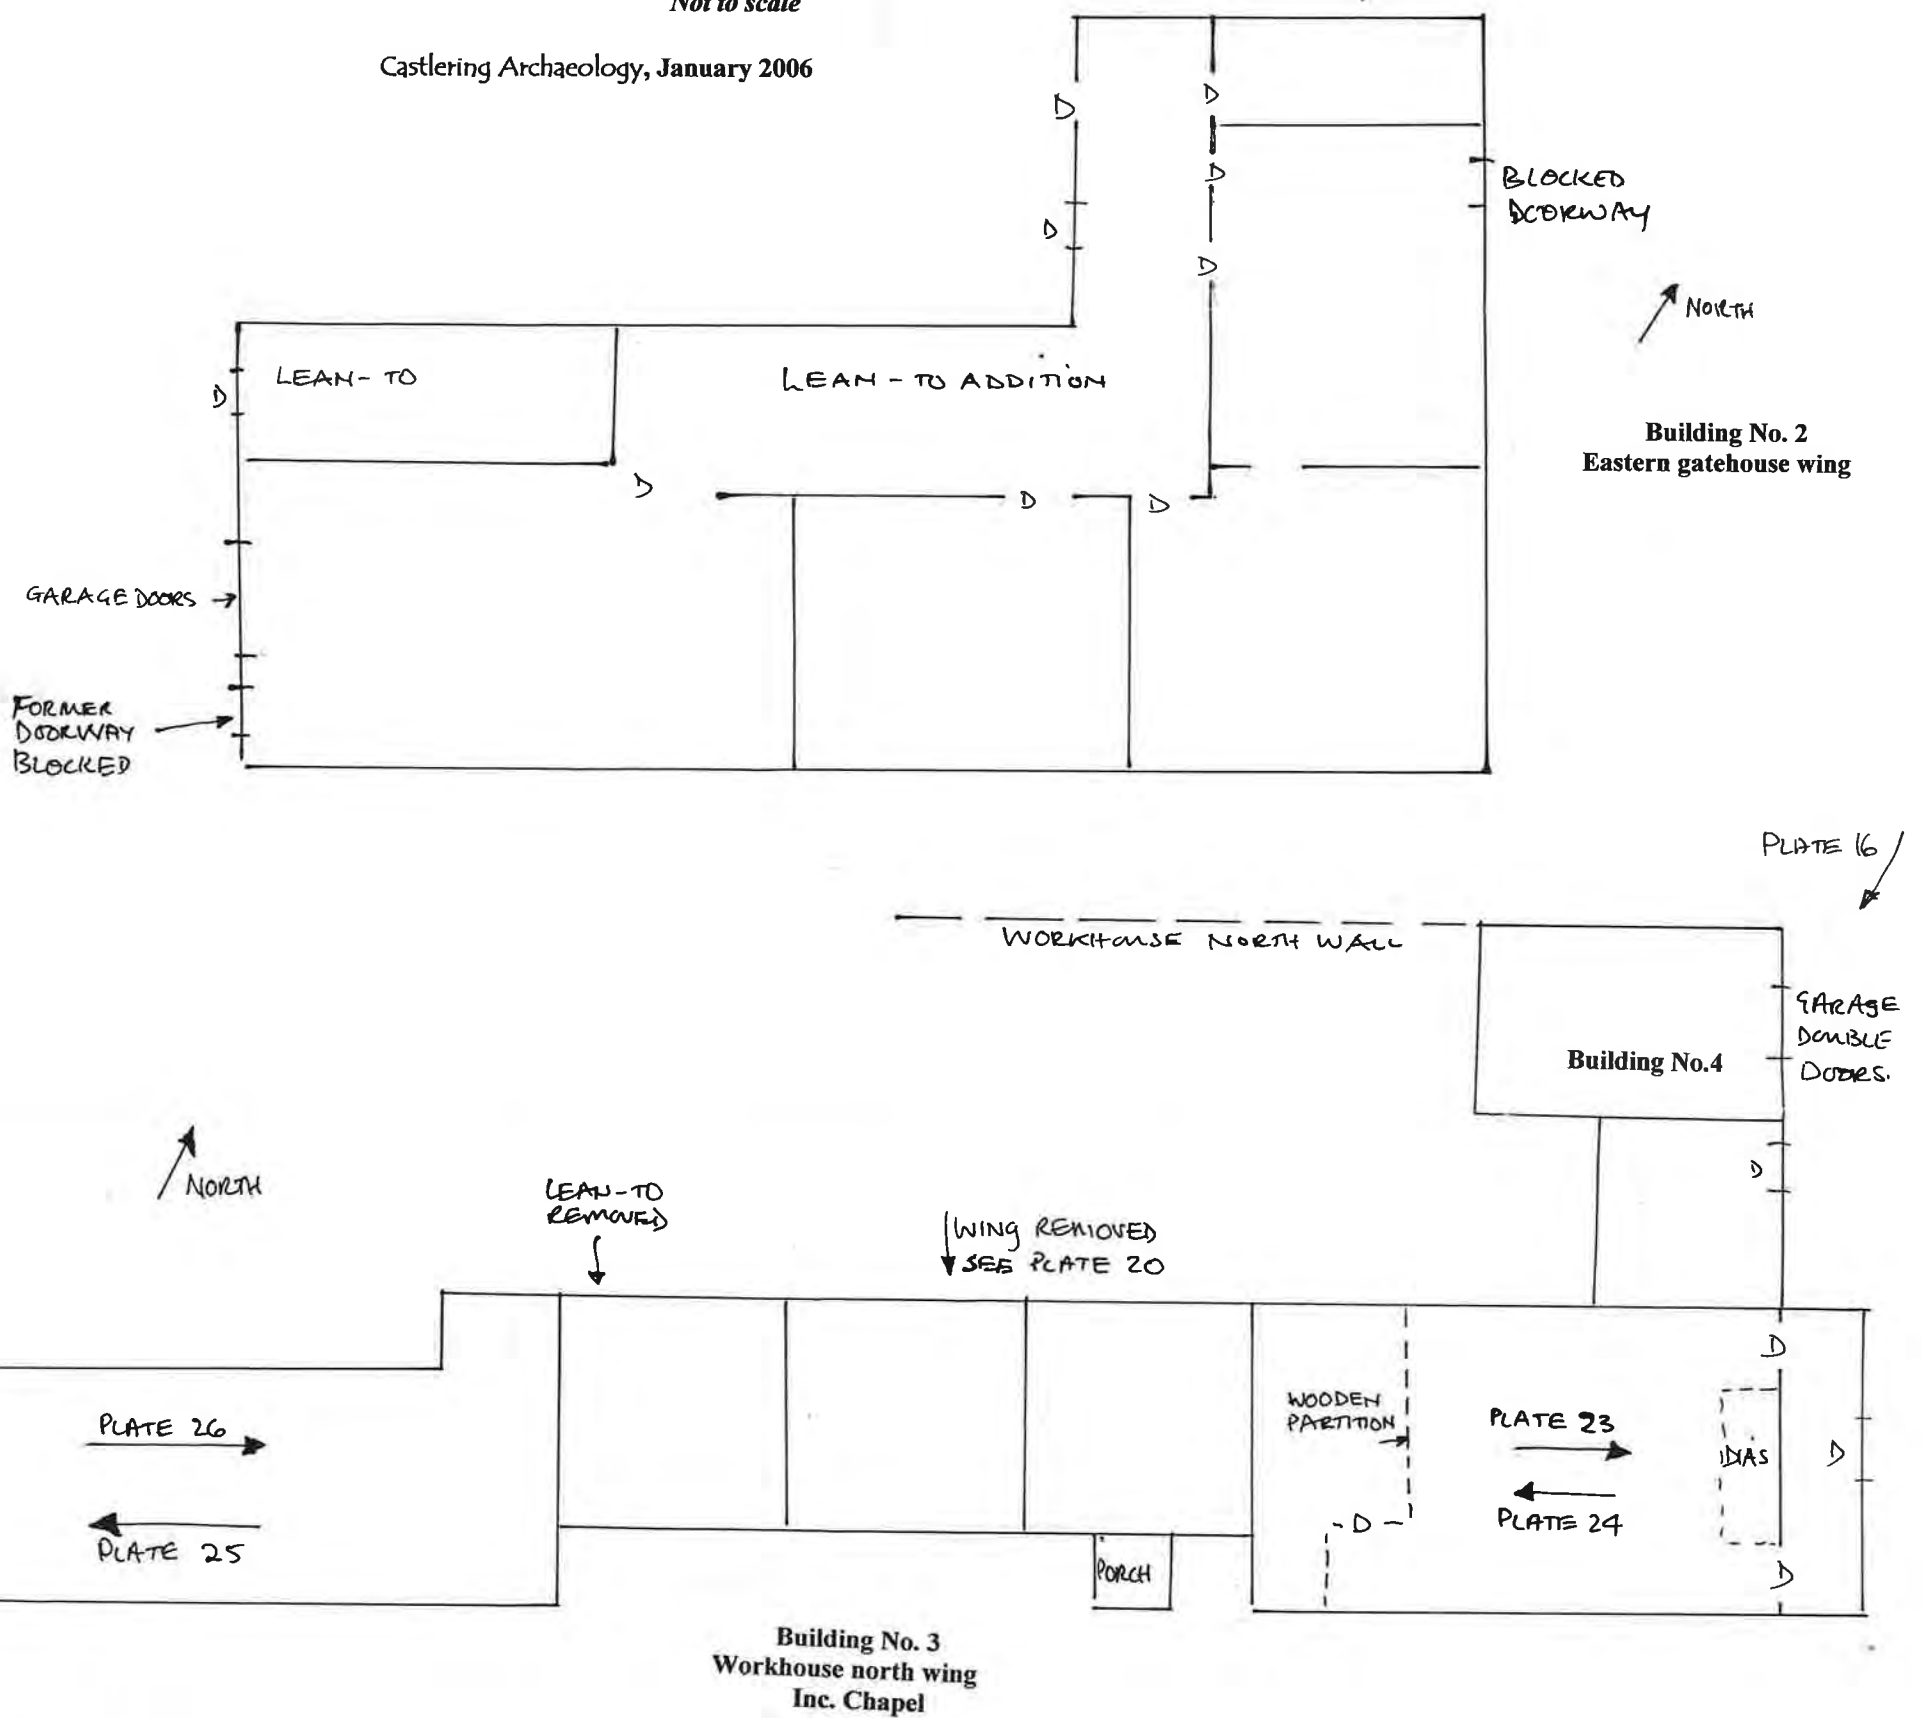 Not to scale
Castlering Archaeology, January 2006
D
D
D
D
D
BLOCKED
DOORWAY
NORTH
LEAN-TO
D
LEAN-TO ADDITION
Building No. 2
Eastern gatehouse wing
D
D
D
GARAGE DOORS
FORMER
DOORWAY
BLOCKED
PLATE 16
WORKHOUSE NORTH WALL
GARAGE
DOUBLE
DOORS.
Building No.4
D
NORTH
LEAN-TO
REMOVED
WING REMOVED
SEE PLATE 20
D
WOODEN
PARTITION
PLATE 26
PLATE 23
DIAS
D
PLATE 25
D
PLATE 24
PORCH
D
Building No. 3
Workhouse north wing
Inc. Chapel